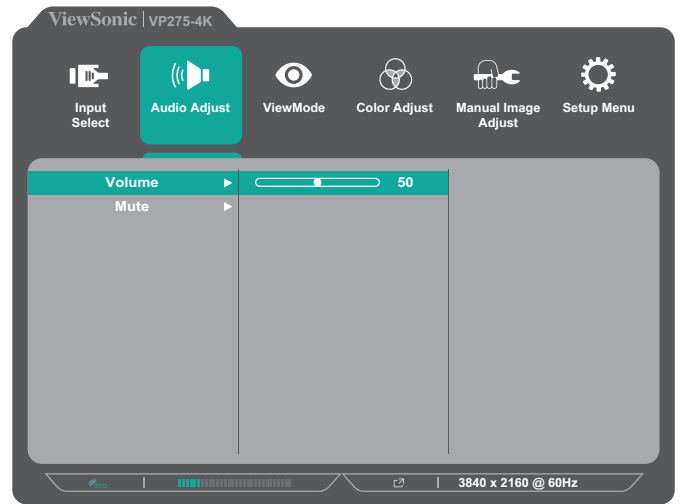 ViewSonic | VP275-4K
Input Select
Audio Adjust
ViewMode
Color Adjust
Manual Image Adjust
Setup Menu
Volume
50
Mute
eco
3840 x 2160 @ 60Hz